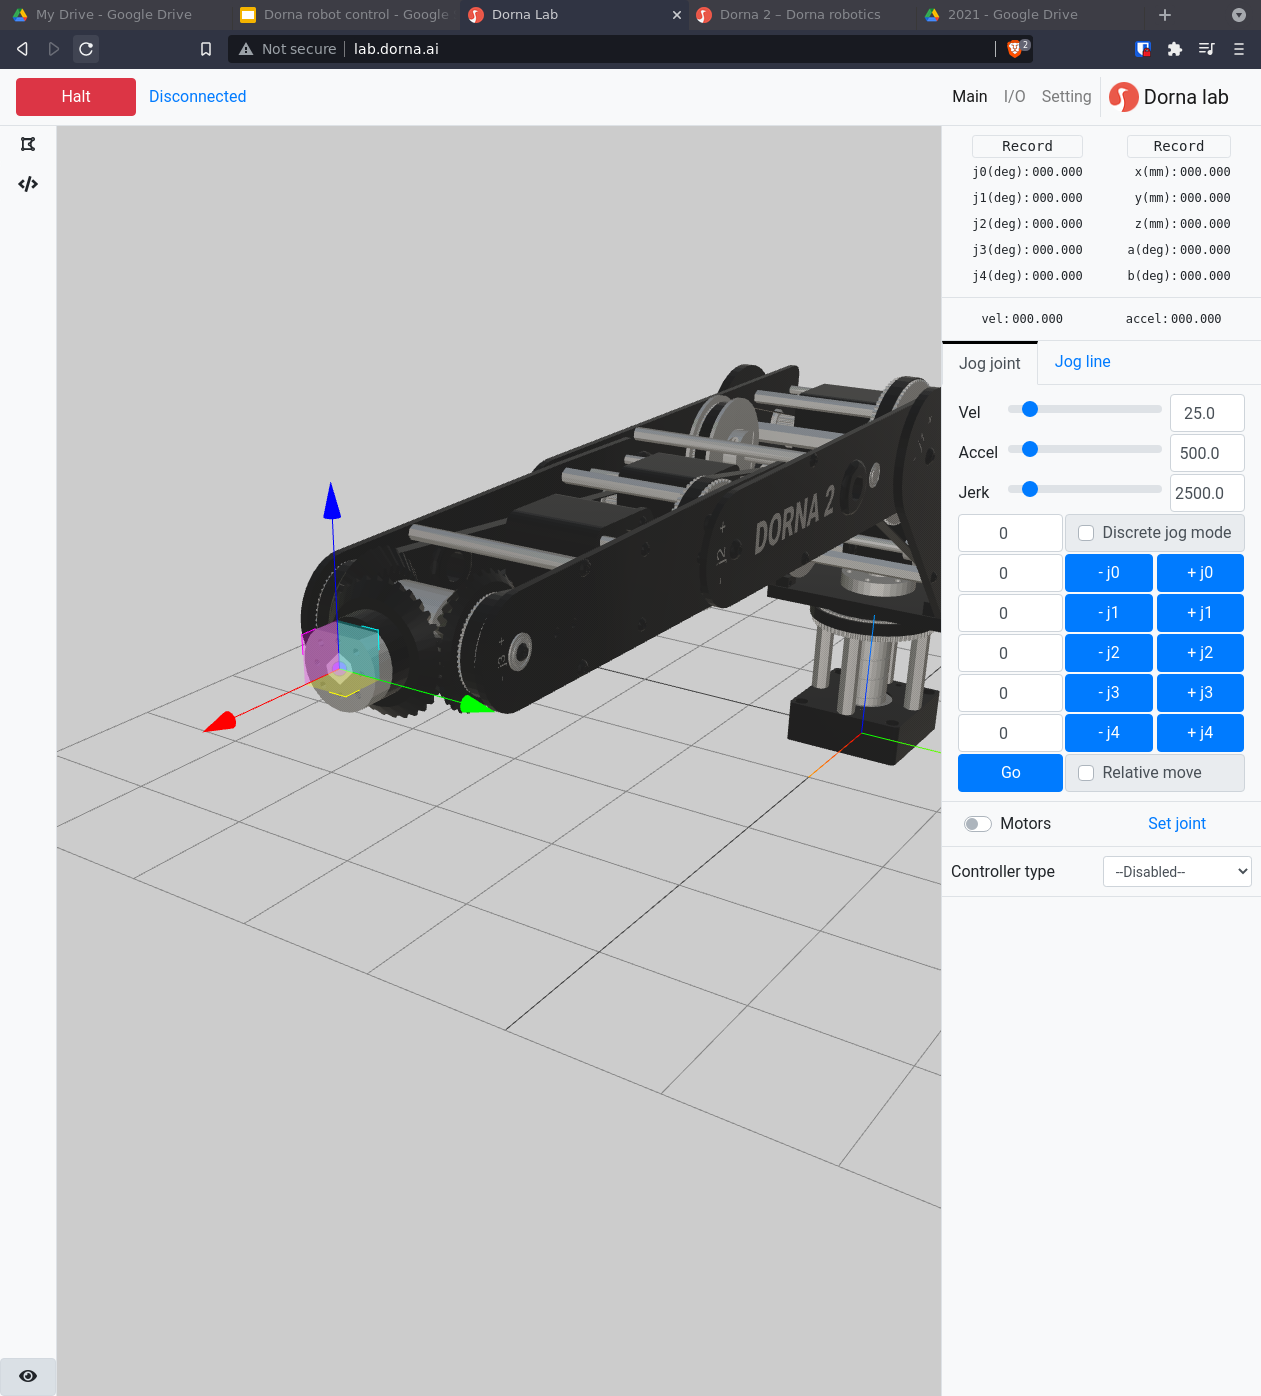 My Drive - Google Drive
Dorna robot control - Google
Dorna Lab
Dorna 2 – Dorna robotics
2021 - Google Drive
Not secure
lab.dorna.ai
2
Halt
Disconnected
Main
I/O
Setting
Dorna lab
Record
Record
j0(deg):000.000
x(mm):000.000
j1(deg):000.000
y(mm):000.000
j2(deg):000.000
z(mm):000.000
j3(deg):000.000
a(deg):000.000
j4(deg):000.000
b(deg):000.000
vel:000.000
accel:000.000
Jog joint
Jog line
Vel
25.0
Accel
500.0
Jerk
2500.0
0
Discrete jog mode
0
- j0
+ j0
0
- j1
+ j1
0
- j2
+ j2
0
- j3
+ j3
0
- j4
+ j4
Go
Relative move
Motors
Set joint
Controller type
--Disabled--
DORNA 2
- J2 +
- J3 +